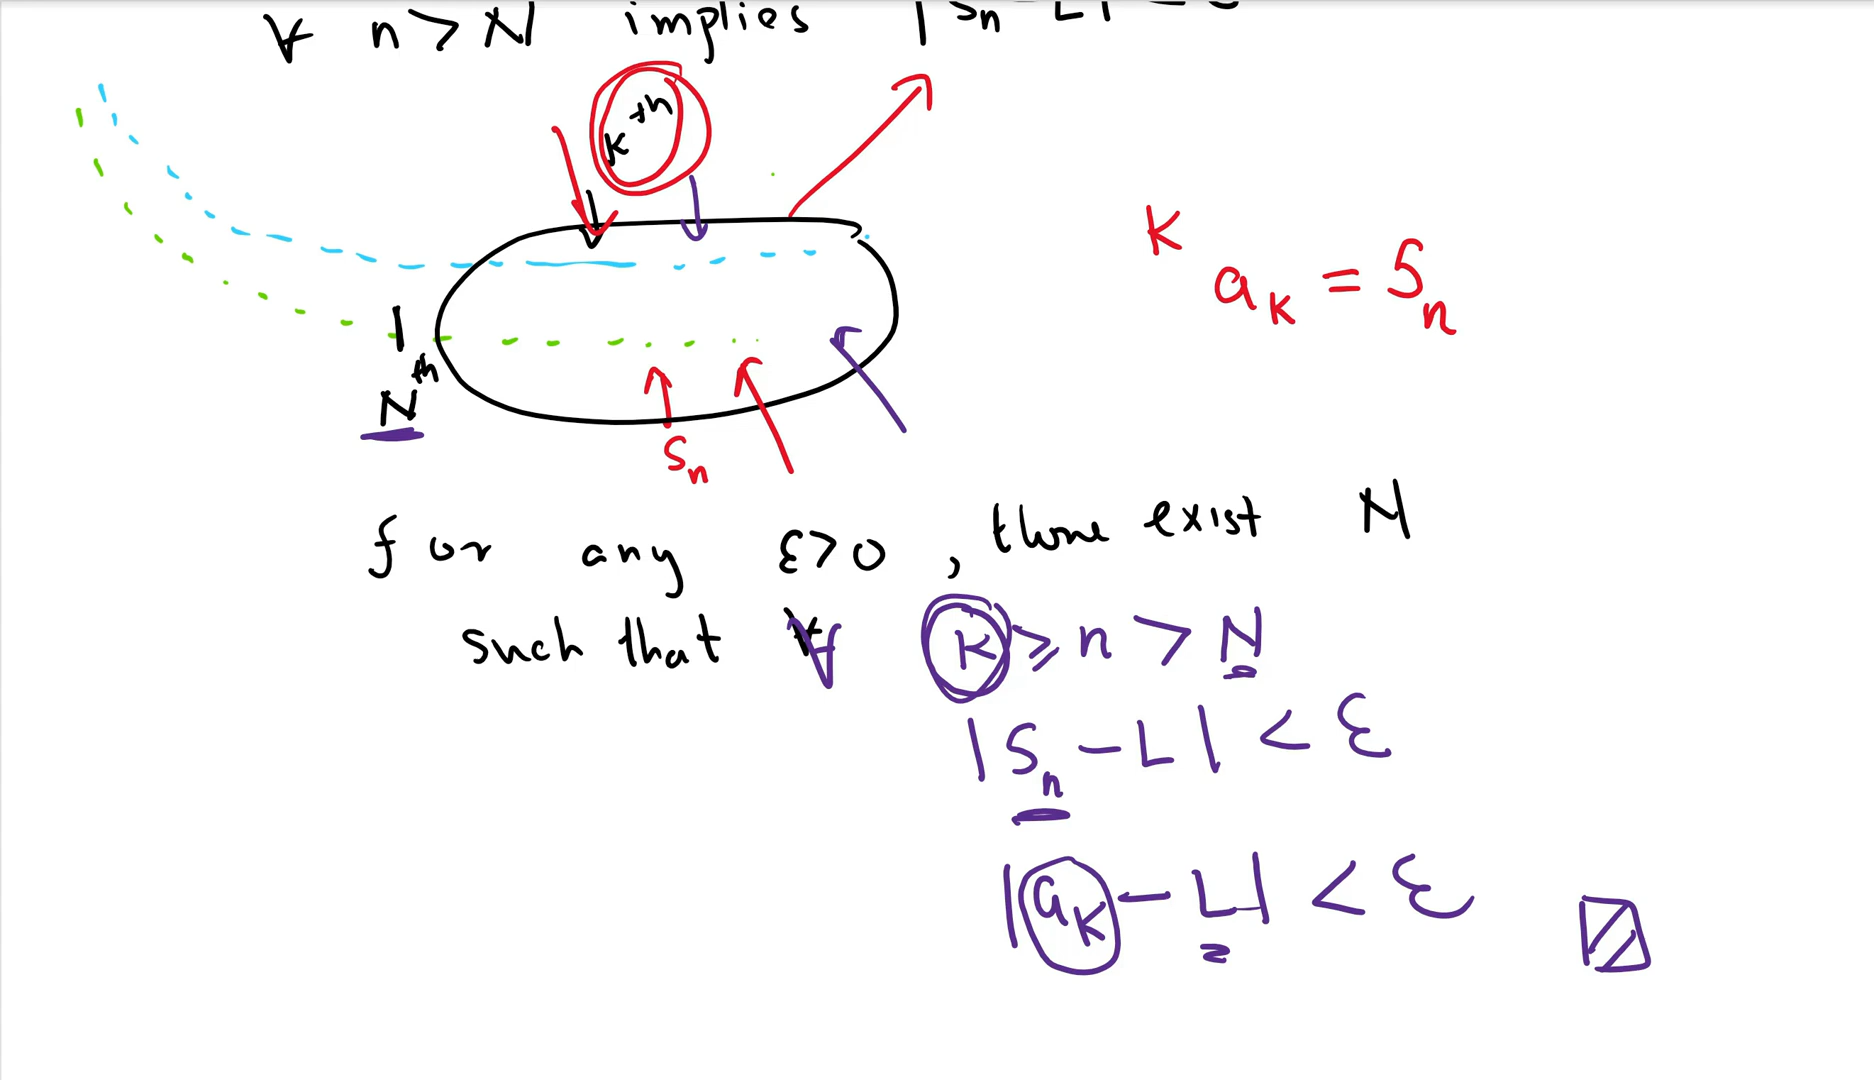 ∀ n > N implies |Sn - L| < ε
kth
K
ak = Sn
Nth
Sn
for any ε>0, there exist N
such that ∀ K ≥ n > N
|Sn - L| < ε
|ak - L| < ε